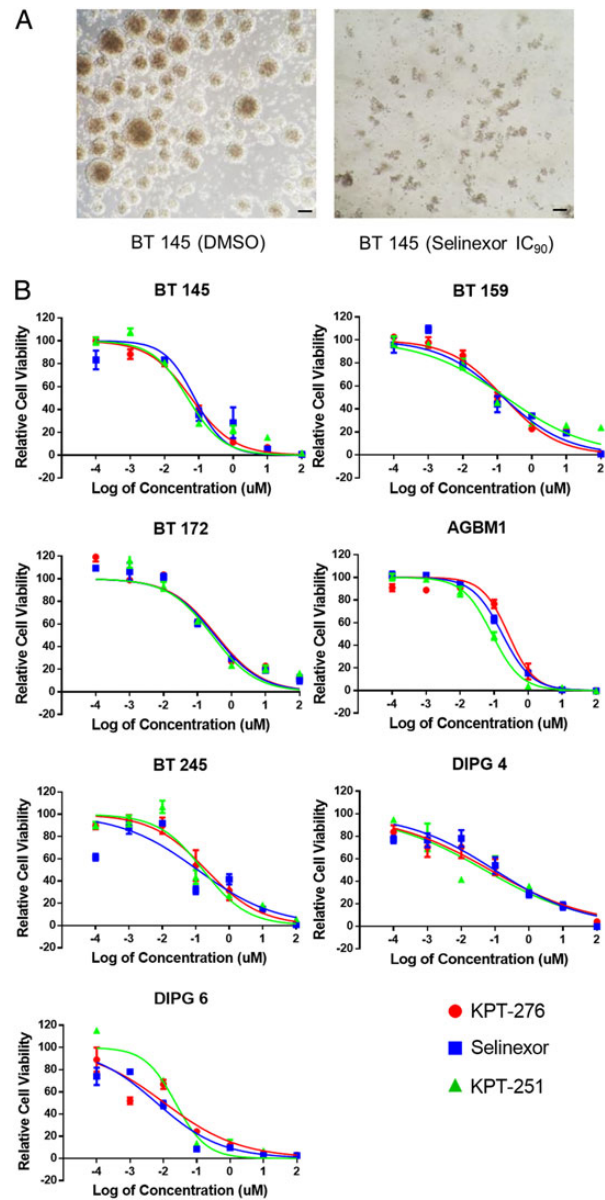 A
BT 145 (DMSO)
BT 145 (Selinexor IC90)
B
BT 145
Relative Cell Viability
120
100
80
60
40
20
0
-20
-4 -3 -2 -1 0 1 2
Log of Concentration (uM)
BT 159
Relative Cell Viability
120
100
80
60
40
20
0
-20
-4 -3 -2 -1 0 1 2
Log of Concentration (uM)
BT 172
Relative Cell Viability
120
100
80
60
40
20
0
-20
-4 -3 -2 -1 0 1 2
Log of Concentration (uM)
AGBM1
Relative Cell Viability
120
100
80
60
40
20
0
-20
-4 -3 -2 -1 0 1 2
Log of Concentration (uM)
BT 245
Relative Cell Viability
120
100
80
60
40
20
0
-20
-4 -3 -2 -1 0 1 2
Log of Concentration (uM)
DIPG 4
Relative Cell Viability
120
100
80
60
40
20
0
-20
-4 -3 -2 -1 0 1 2
Log of Concentration (uM)
DIPG 6
Relative Cell Viability
120
100
80
60
40
20
0
-20
-4 -3 -2 -1 0 1 2
Log of Concentration (uM)
KPT-276
Selinexor
KPT-251